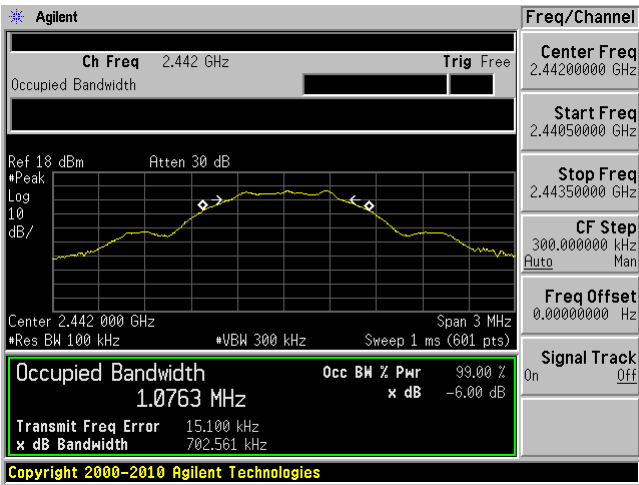 Agilent
Freq/Channel
Ch Freq 2.442 GHz Trig Free
Occupied Bandwidth
Center Freq
2.44200000 GHz
Start Freq
2.44050000 GHz
Stop Freq
2.44350000 GHz
CF Step
300.000000 kHz
Auto Man
Freq Offset
0.00000000 Hz
Signal Track
On Off
Ref 18 dBm Atten 30 dB
#Peak
Log
10
dB/
Center 2.442 000 GHz Span 3 MHz
#Res BW 100 kHz #VBW 300 kHz Sweep 1 ms (601 pts)
Occupied Bandwidth Occ BW % Pwr 99.00 %
1.0763 MHz x dB -6.00 dB
Transmit Freq Error 15.100 kHz
x dB Bandwidth 702.561 kHz
Copyright 2000-2010 Agilent Technologies